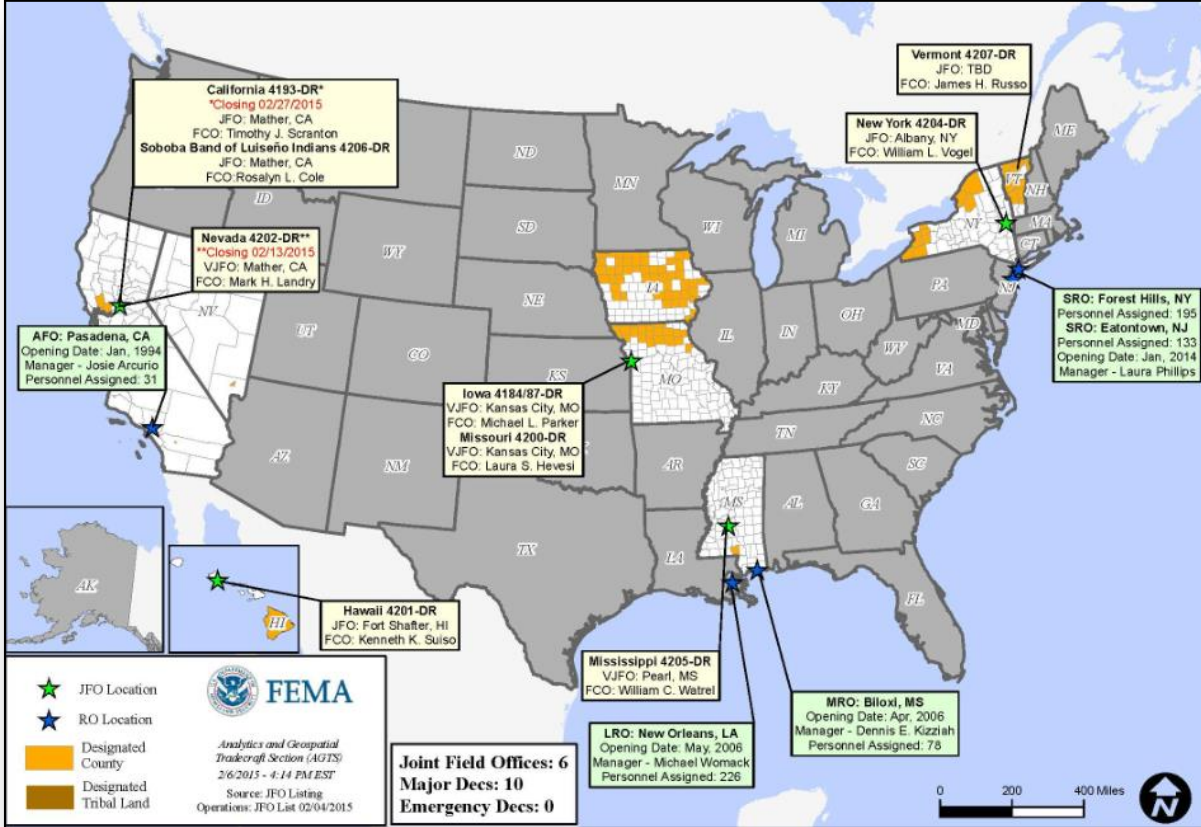 California 4193-DR*
*Closing 02/27/2015
JFO: Mather, CA
FCO: Timothy J. Scranton
Soboba Band of Luiseño Indians 4206-DR
JFO: Mather, CA
FCO:Rosalyn L. Cole
Nevada 4202-DR**
**Closing 02/13/2015
VJFO: Mather, CA
FCO: Mark H. Landry
AFO: Pasadena, CA
Opening Date: Jan, 1994
Manager - Josie Arcurio
Personnel Assigned: 31
Vermont 4207-DR
JFO: TBD
FCO: James H. Russo
New York 4204-DR
JFO: Albany, NY
FCO: William L. Vogel
SRO: Forest Hills, NY
Personnel Assigned: 195
SRO: Eatontown, NJ
Personnel Assigned: 133
Opening Date: Jan, 2014
Manager - Laura Phillips
Iowa 4184/87-DR
VJFO: Kansas City, MO
FCO: Michael L. Parker
Missouri 4200-DR
VJFO: Kansas City, MO
FCO: Laura S. Hevesi
Hawaii 4201-DR
JFO: Fort Shafter, HI
FCO: Kenneth K. Suiso
Mississippi 4205-DR
VJFO: Pearl, MS
FCO: William C. Watrel
LRO: New Orleans, LA
Opening Date: May, 2006
Manager - Michael Womack
Personnel Assigned: 226
MRO: Biloxi, MS
Opening Date: Apr, 2006
Manager - Dennis E. Kizziah
Personnel Assigned: 78
ID
ND
MN
SD
WY
WI
MI
NE
IA
NV
UT
CO
KS
MO
IL
IN
OH
PA
NY
VT
NH
ME
MA
CT
NJ
MD
WV
VA
KY
NC
TN
SC
AZ
NM
AR
MS
AL
GA
TX
LA
FL
AK
HI
JFO Location
RO Location
Designated
County
Designated
Tribal Land
FEMA
Analytics and Geospatial
Tradecraft Section (AGTS)
2/6/2015 - 4:14 PM EST
Source: JFO Listing
Operations: JFO List 02/04/2015
Joint Field Offices: 6
Major Decs: 10
Emergency Decs: 0
0 200 400 Miles
N